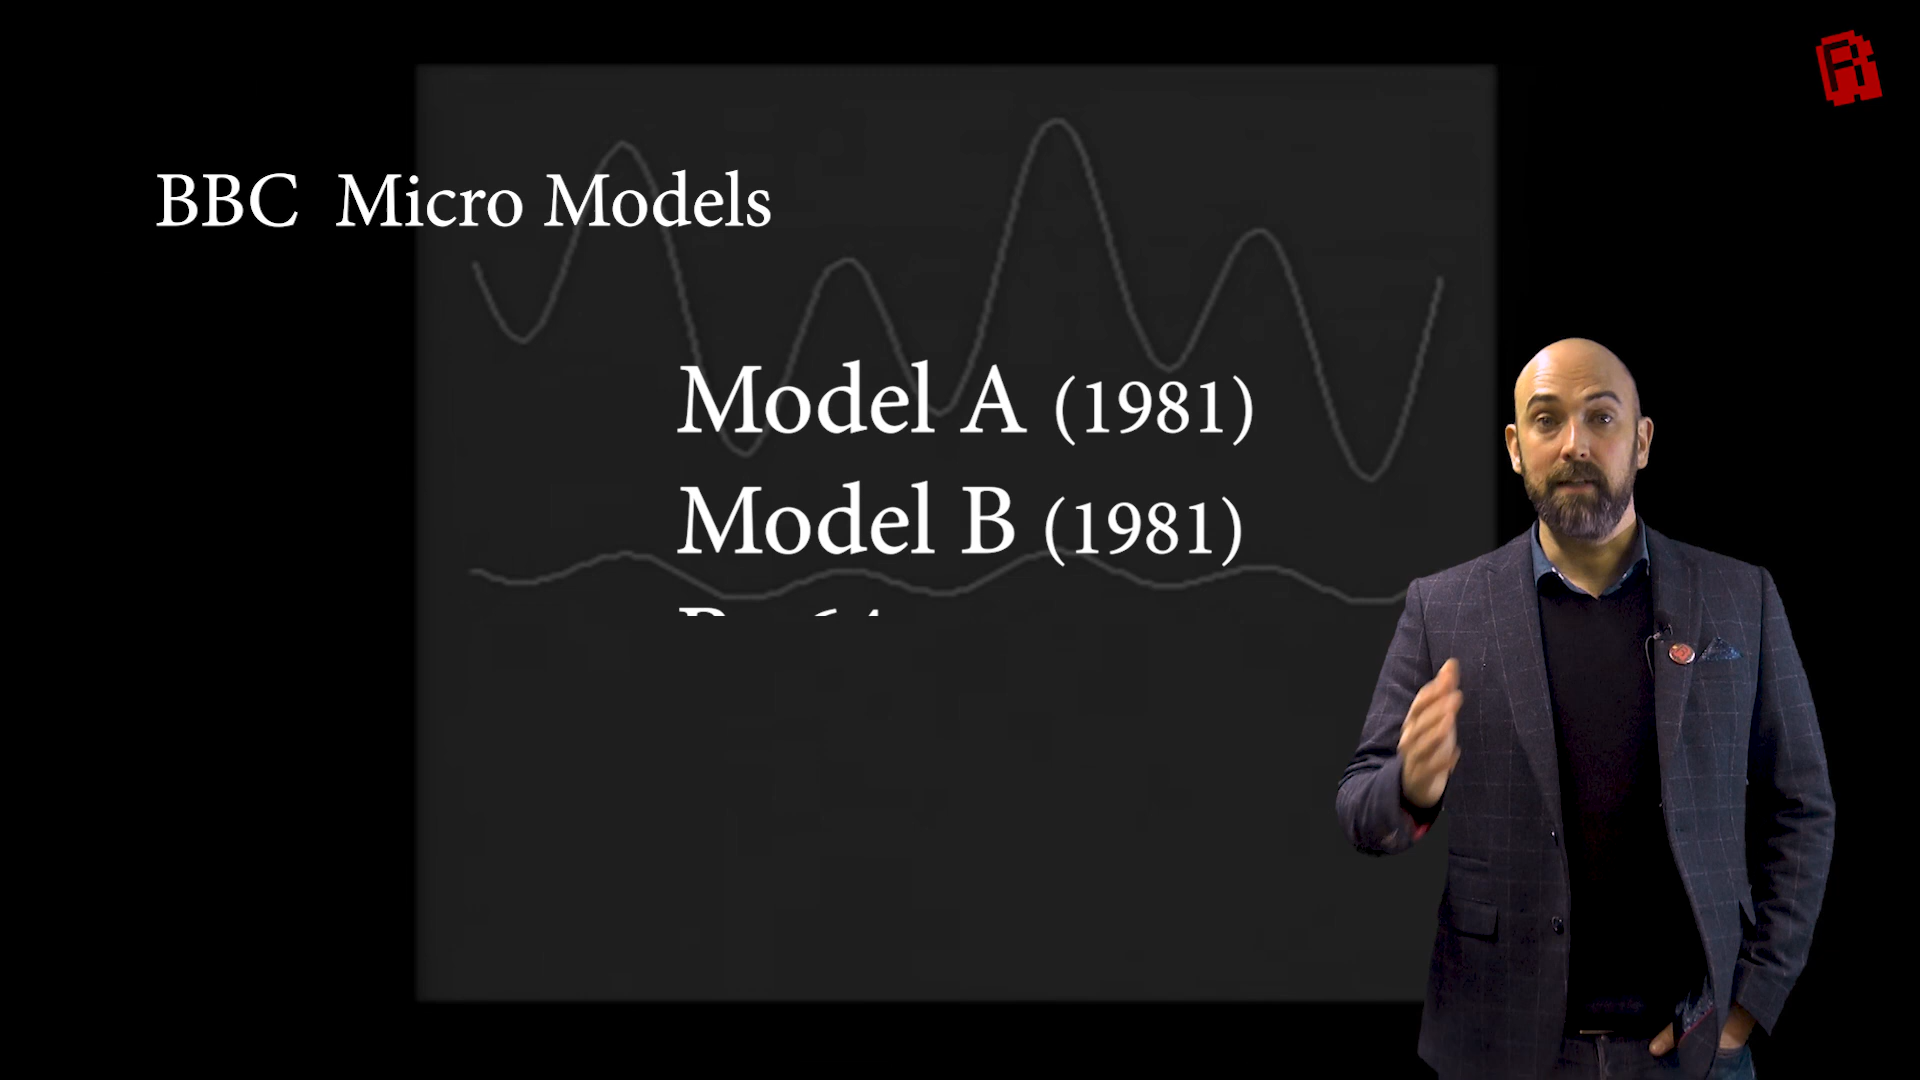 BBC Micro Models
Model A (1981)
Model B (1981)